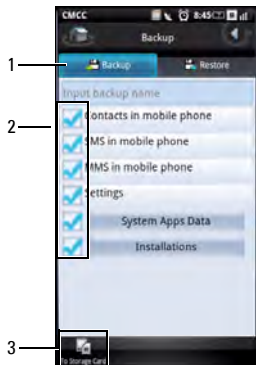 CMCC 8:45
Backup
1
Backup Restore
Input backup name
2
Contacts in mobile phone
SMS in mobile phone
MMS in mobile phone
Settings
System Apps Data
Installations
3
To Storage Card